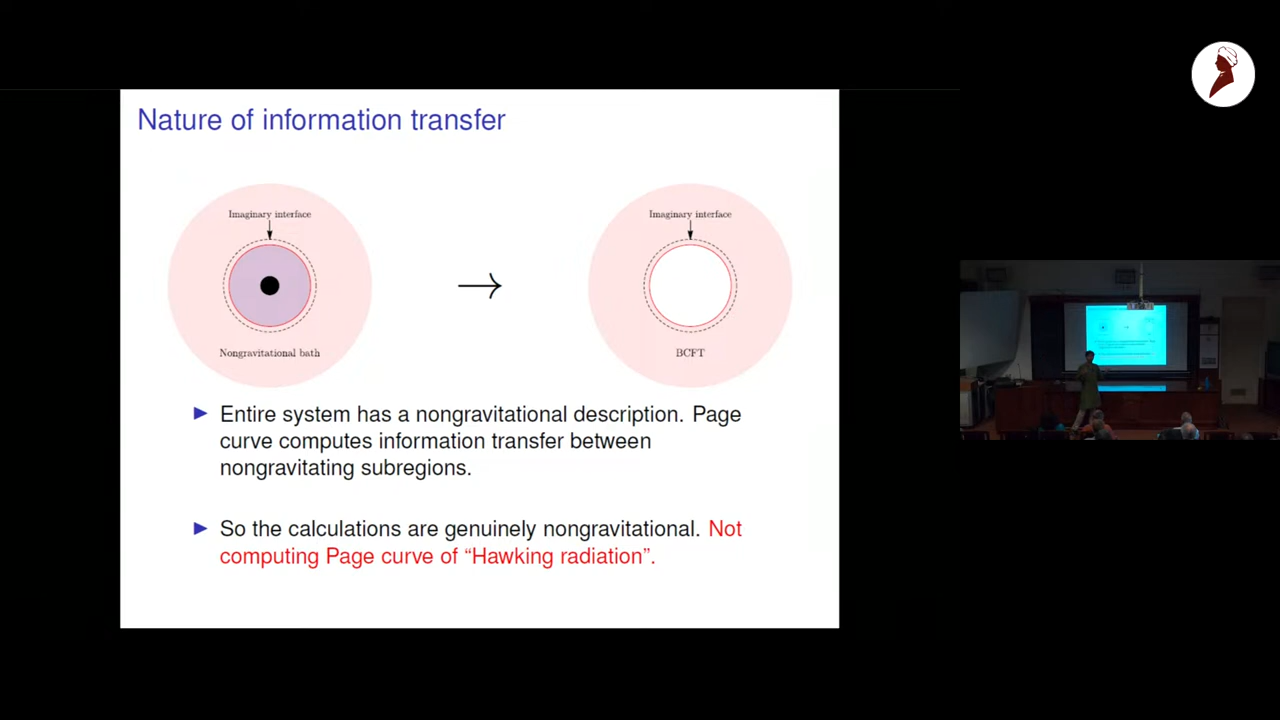 Nature of information transfer
Imaginary interface
Nongravitational bath
Imaginary interface
BCFT
Entire system has a nongravitational description. Page
curve computes information transfer between
nongravitating subregions.
So the calculations are genuinely nongravitational. Not
computing Page curve of “Hawking radiation”.